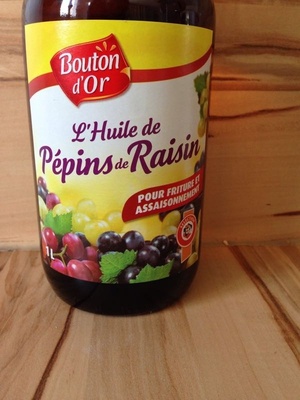 Bouton
d'Or
L'Huile de
Pépins de Raisin
POUR FRITURE ET
ASSAISONNEMENT
1L